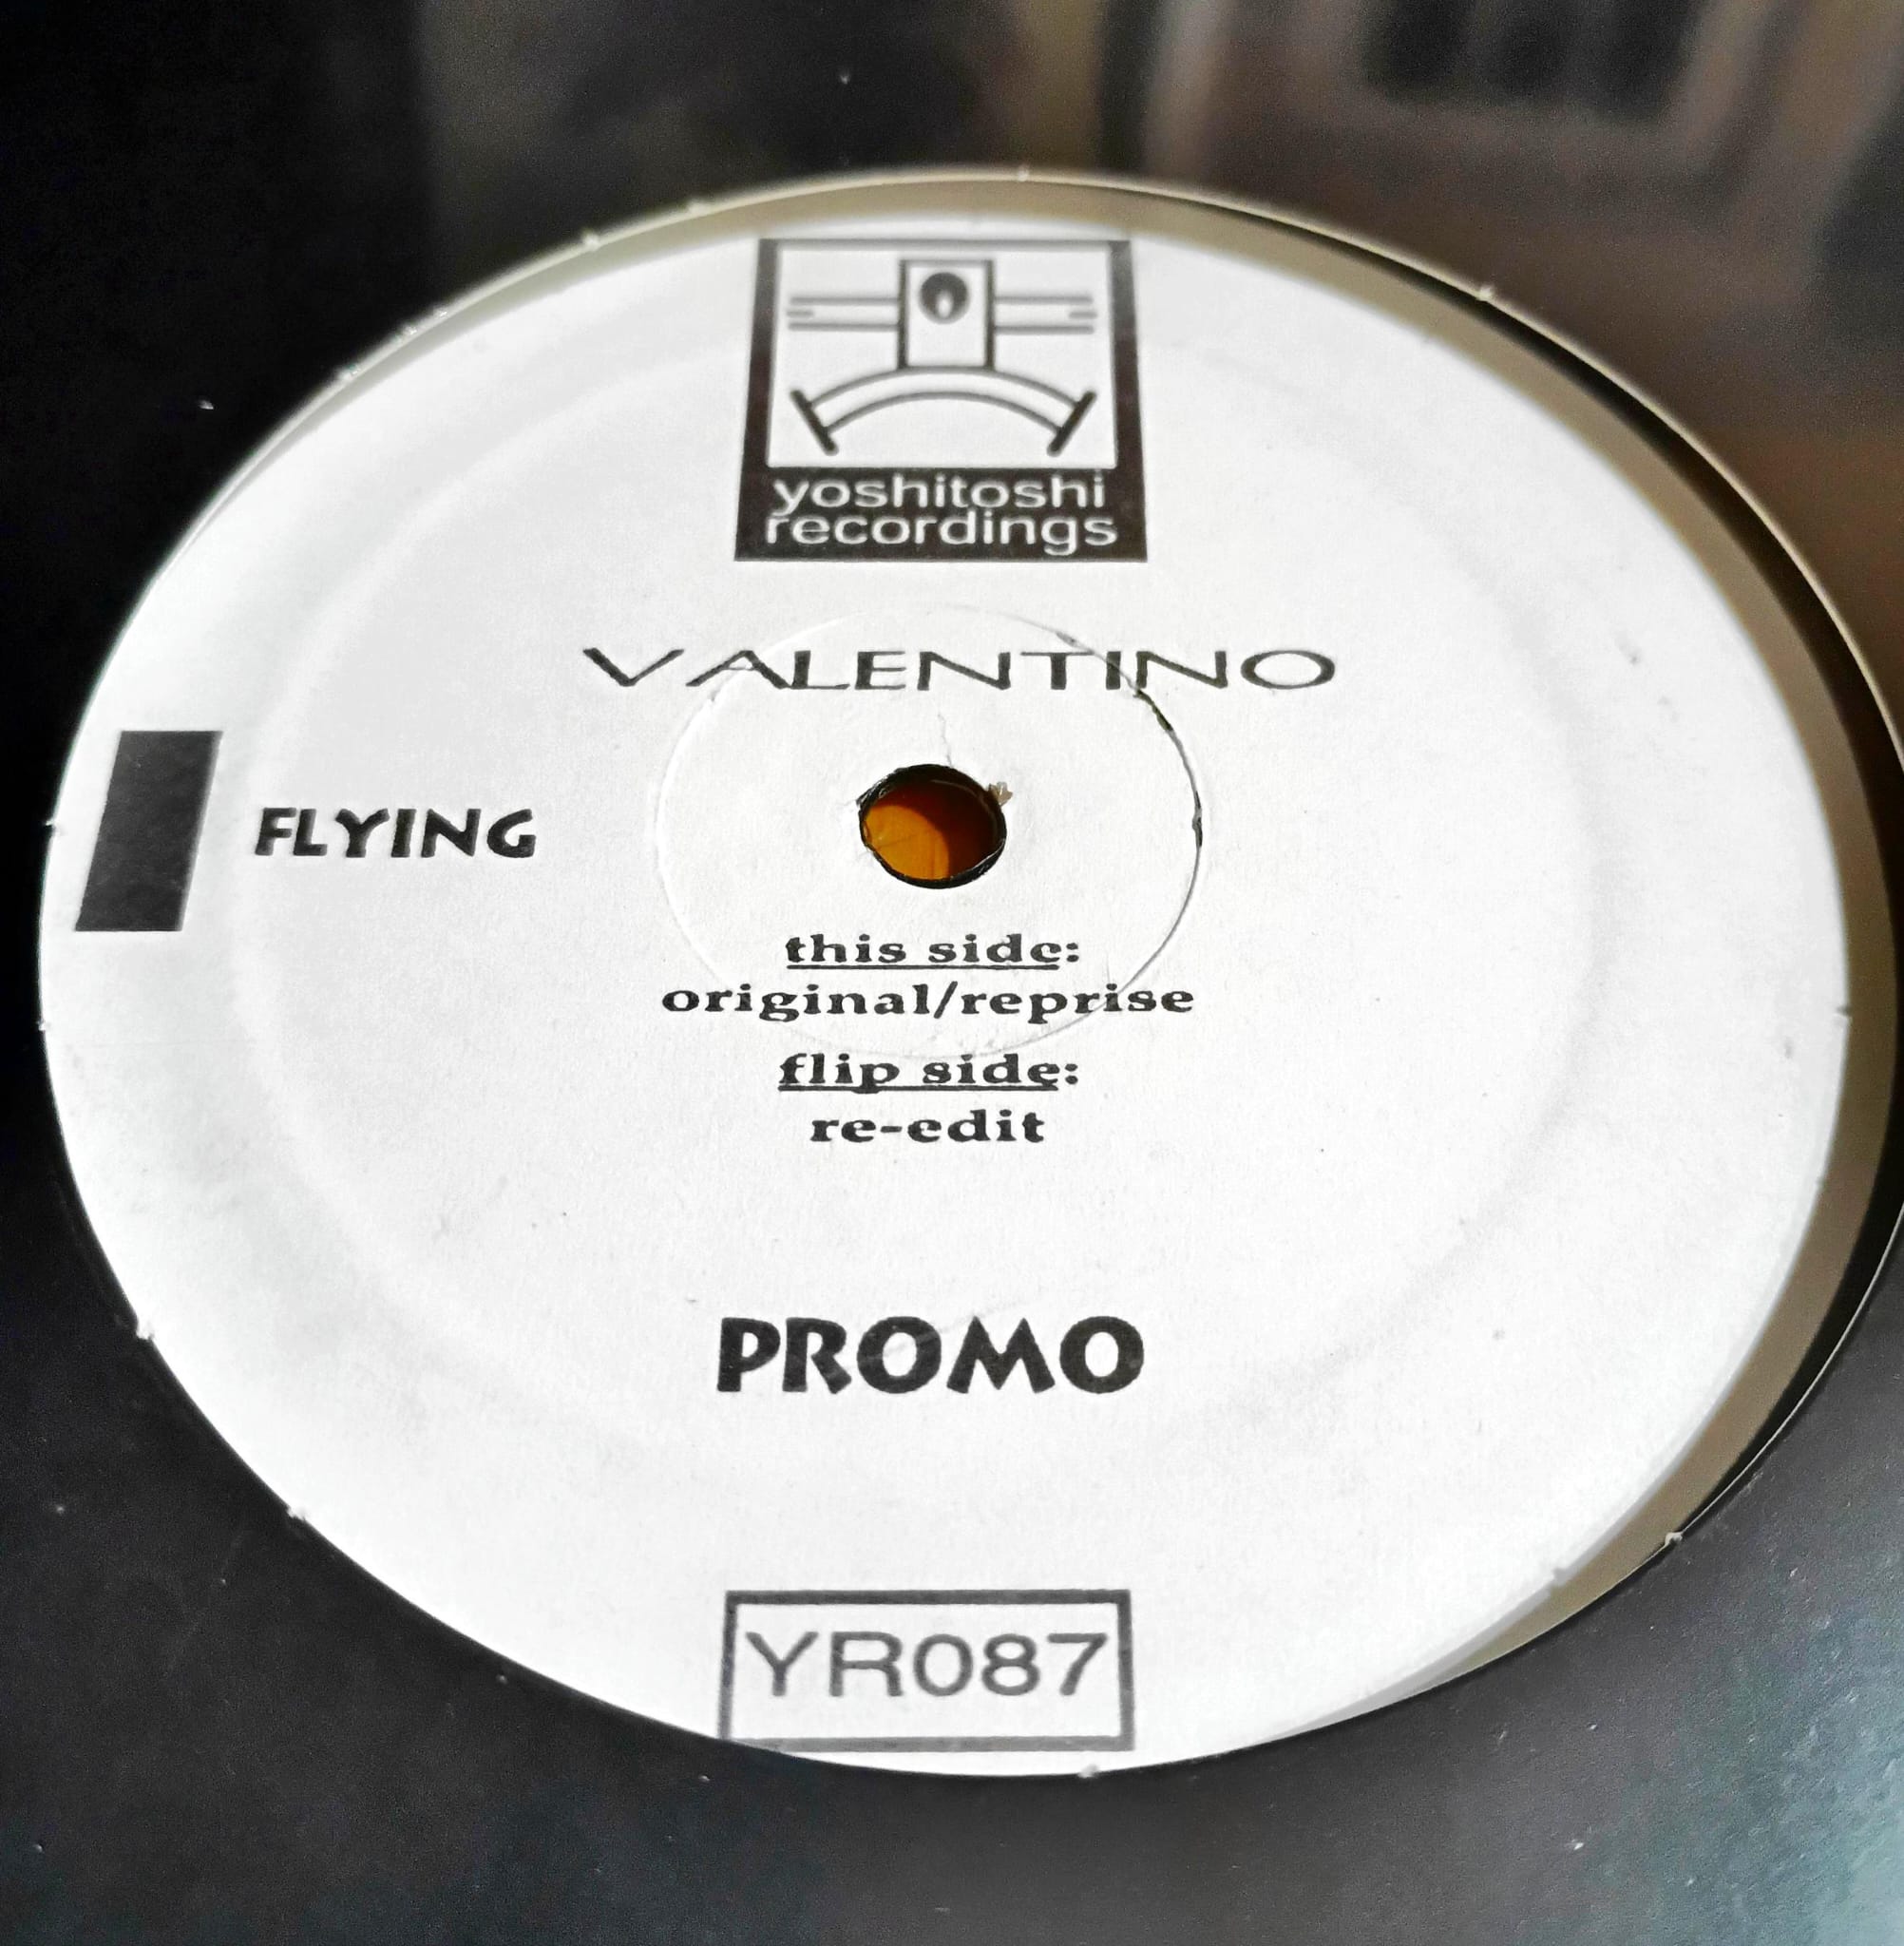 yoshitoshi
recordings
VALENTINO
FLYING
this side:
original/reprise
flip side:
re-edit
PROMO
YR087